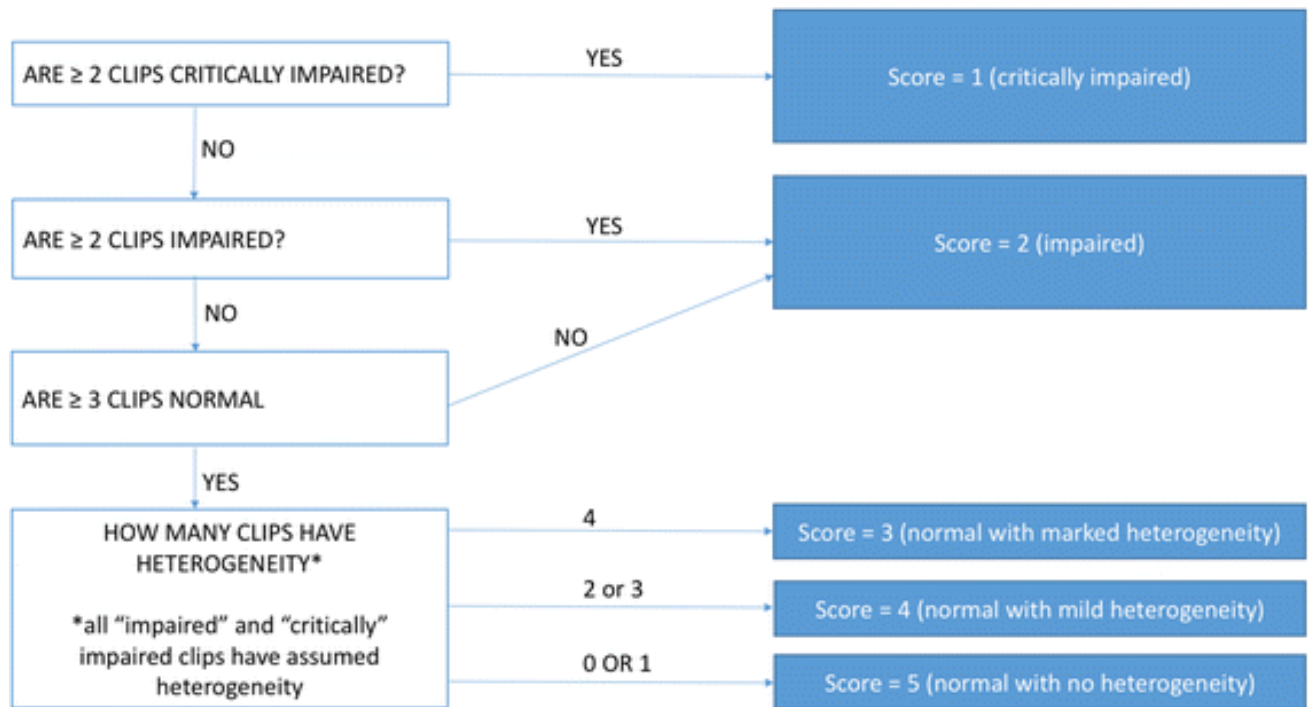 ARE ≥ 2 CLIPS CRITICALLY IMPAIRED?
YES
Score = 1 (critically impaired)
NO
ARE ≥ 2 CLIPS IMPAIRED?
YES
Score = 2 (impaired)
NO
NO
ARE ≥ 3 CLIPS NORMAL
YES
HOW MANY CLIPS HAVE
HETEROGENEITY*
*all “impaired” and “critically”
impaired clips have assumed
heterogeneity
4
Score = 3 (normal with marked heterogeneity)
2 or 3
Score = 4 (normal with mild heterogeneity)
0 OR 1
Score = 5 (normal with no heterogeneity)